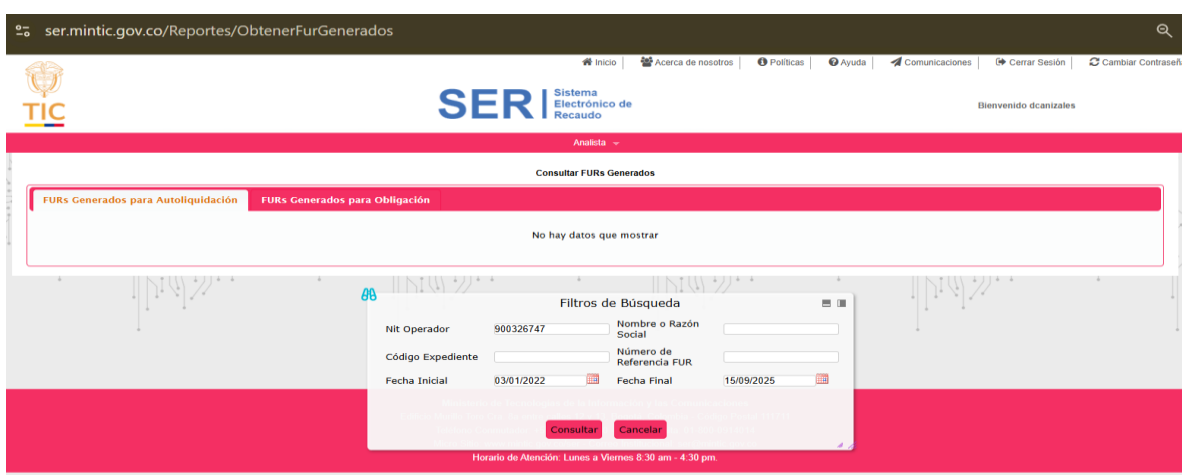 ser.mintic.gov.co/Reportes/ObtenerFurGenerados
Inicio Acerca de nosotros Políticas Ayuda Comunicaciones Cerrar Sesión Cambiar Contraseñ
TIC
SER Sistema
Electrónico de
Recaudo
Bienvenido dcanizales
Analista
Consultar FURs Generados
FURs Generados para Autoliquidación FURs Generados para Obligación
No hay datos que mostrar
Filtros de Búsqueda
Nit Operador 900326747 Nombre o Razón
Social
Código Expediente Número de
Referencia FUR
Fecha Inicial 03/01/2022 Fecha Final 15/09/2025
Consultar Cancelar
Horario de Atención: Lunes a Viernes 8:30 am - 4:30 pm.